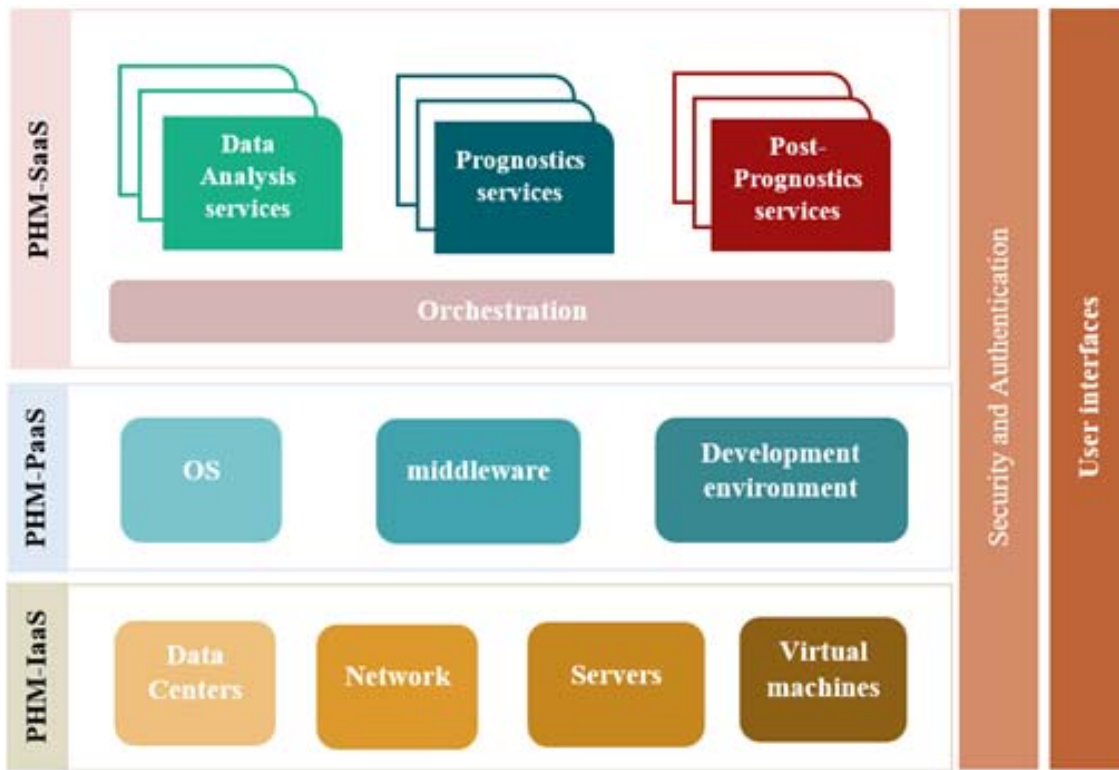 PHM-SaaS
Data
Analysis
services
Prognostics
services
Post-
Prognostics
services
Orchestration
PHM-PaaS
OS
middleware
Development
environment
PHM-IaaS
Data
Centers
Network
Servers
Virtual
machines
Security and Authentication
User interfaces